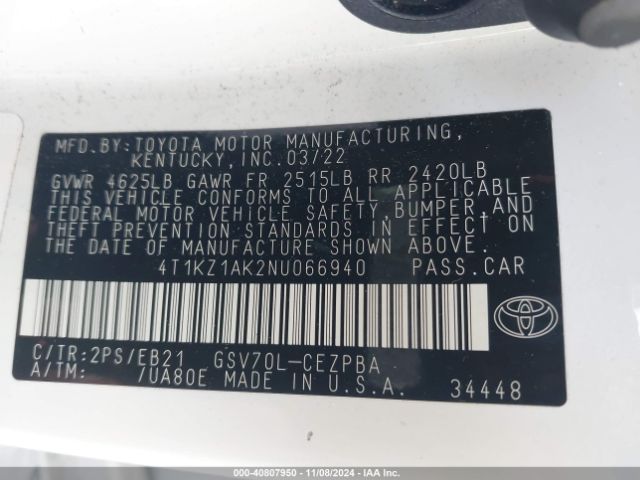 MFD.BY:TOYOTA MOTOR MANUFACTURING,
KENTUCKY,INC.03/22
GVWR 4625LB GAWR FR 2515LB RR 2420LB
THIS VEHICLE CONFORMS TO ALL APPLICABLE
FEDERAL MOTOR VEHICLE SAFETY,BUMPER,AND
THEFT PREVENTION STANDARDS IN EFFECT ON
THE DATE OF MANUFACTURE SHOWN ABOVE.
4T1KZ1AK2NU066940 PASS.CAR
C/TR:2PS/EB21 GSV70L-CEZPBA
A/TM: /UA80E MADE IN U.S.A. 34448
000-40807950 - 11/08/2024 - IAAI, Inc.